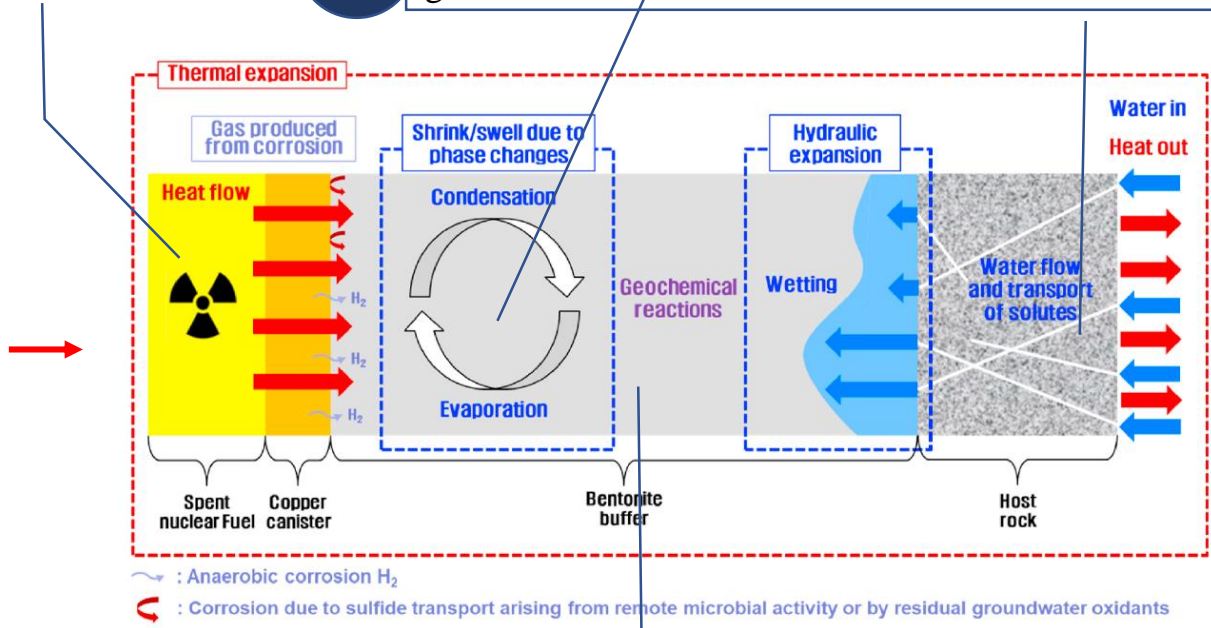 Thermal expansion
Gas produced
from corrosion
Shrink/swell due to
phase changes
Hydraulic
expansion
Water in
Heat out
Heat flow
Condensation
Evaporation
H₂
H₂
H₂
Geochemical
reactions
Wetting
Water flow
and transport
of solutes
Spent
nuclear Fuel
Copper
canister
Bentonite
buffer
Host
rock
: Anaerobic corrosion H₂
: Corrosion due to sulfide transport arising from remote microbial activity or by residual groundwater oxidants